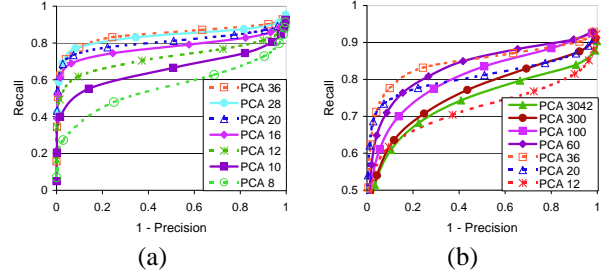 1
0.8
0.6
0.4
0.2
0
Recall
PCA 36
PCA 28
PCA 20
PCA 16
PCA 12
PCA 10
PCA 8
0 0.2 0.4 0.6 0.8 1
1 - Precision
(a)
1
0.9
0.8
0.7
0.6
0.5
Recall
PCA 3042
PCA 300
PCA 100
PCA 60
PCA 36
PCA 20
PCA 12
0 0.2 0.4 0.6 0.8 1
1 - Precision
(b)